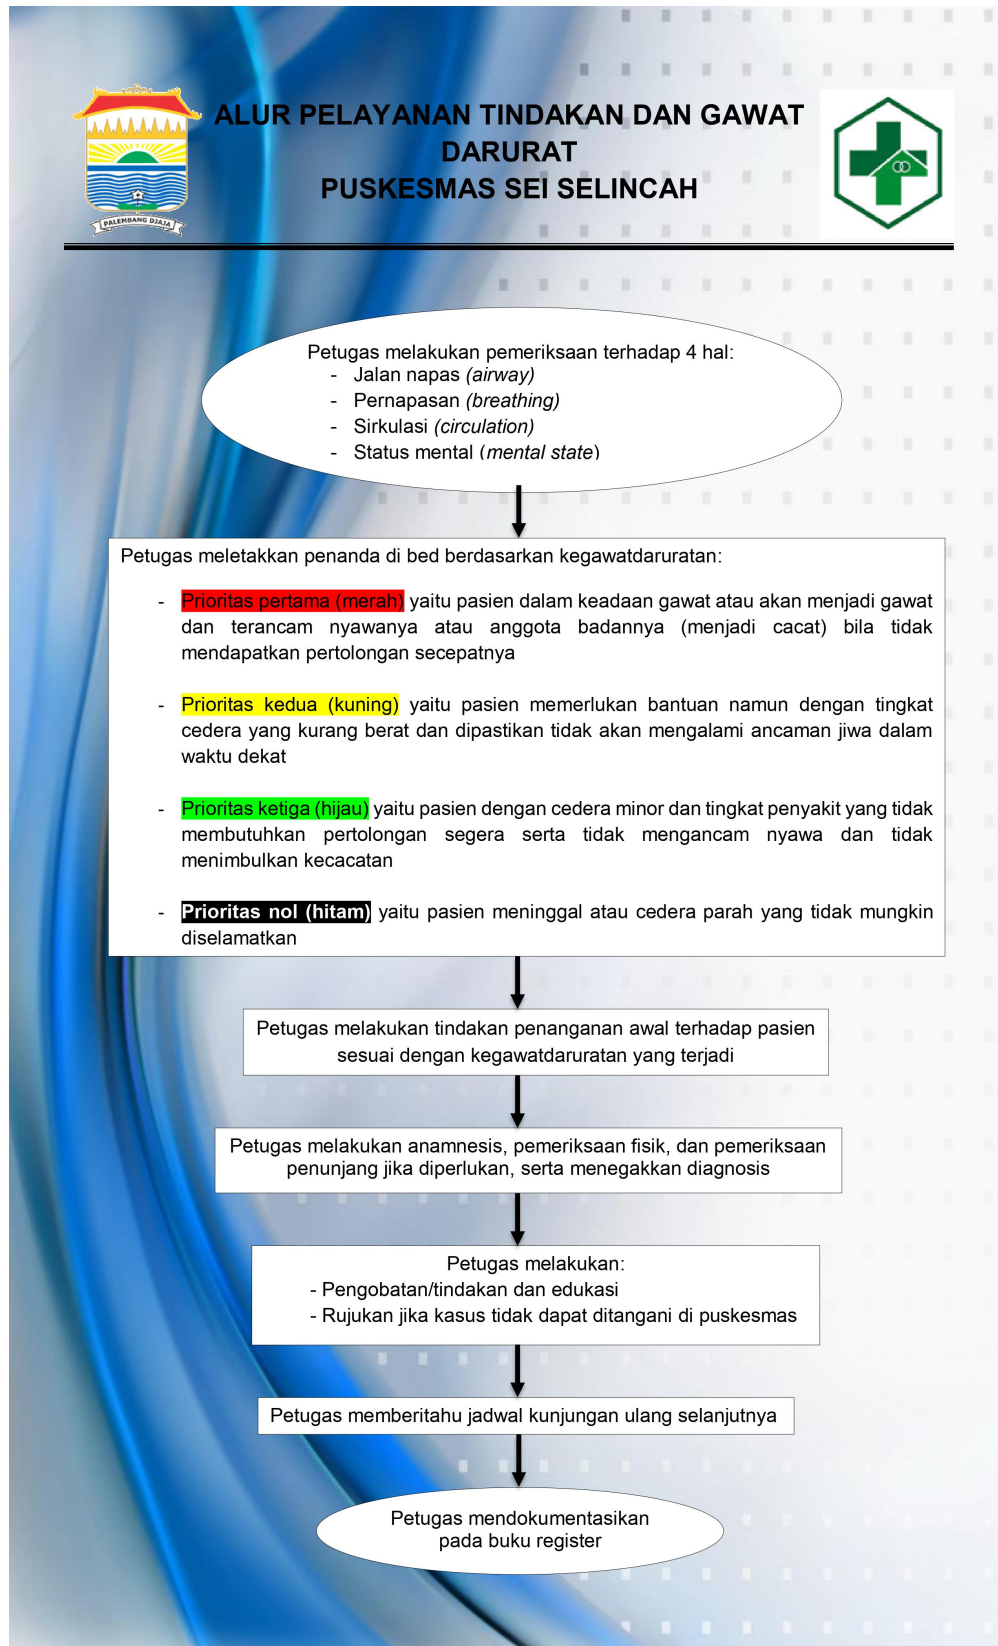 ALUR PELAYANAN TINDAKAN DAN GAWAT
DARURAT
PUSKESMAS SEI SELINCAH
PALEMBANG DJAJA
Petugas melakukan pemeriksaan terhadap 4 hal:
- Jalan napas (airway)
- Pernapasan (breathing)
- Sirkulasi (circulation)
- Status mental (mental state)
Petugas meletakkan penanda di bed berdasarkan kegawatdaruratan:
- Prioritas pertama (merah) yaitu pasien dalam keadaan gawat atau akan menjadi gawat
dan terancam nyawanya atau anggota badannya (menjadi cacat) bila tidak
mendapatkan pertolongan secepatnya
- Prioritas kedua (kuning) yaitu pasien memerlukan bantuan namun dengan tingkat
cedera yang kurang berat dan dipastikan tidak akan mengalami ancaman jiwa dalam
waktu dekat
- Prioritas ketiga (hijau) yaitu pasien dengan cedera minor dan tingkat penyakit yang tidak
membutuhkan pertolongan segera serta tidak mengancam nyawa dan tidak
menimbulkan kecacatan
- Prioritas nol (hitam) yaitu pasien meninggal atau cedera parah yang tidak mungkin
diselamatkan
Petugas melakukan tindakan penanganan awal terhadap pasien
sesuai dengan kegawatdaruratan yang terjadi
Petugas melakukan anamnesis, pemeriksaan fisik, dan pemeriksaan
penunjang jika diperlukan, serta menegakkan diagnosis
Petugas melakukan:
- Pengobatan/tindakan dan edukasi
- Rujukan jika kasus tidak dapat ditangani di puskesmas
Petugas memberitahu jadwal kunjungan ulang selanjutnya
Petugas mendokumentasikan
pada buku register